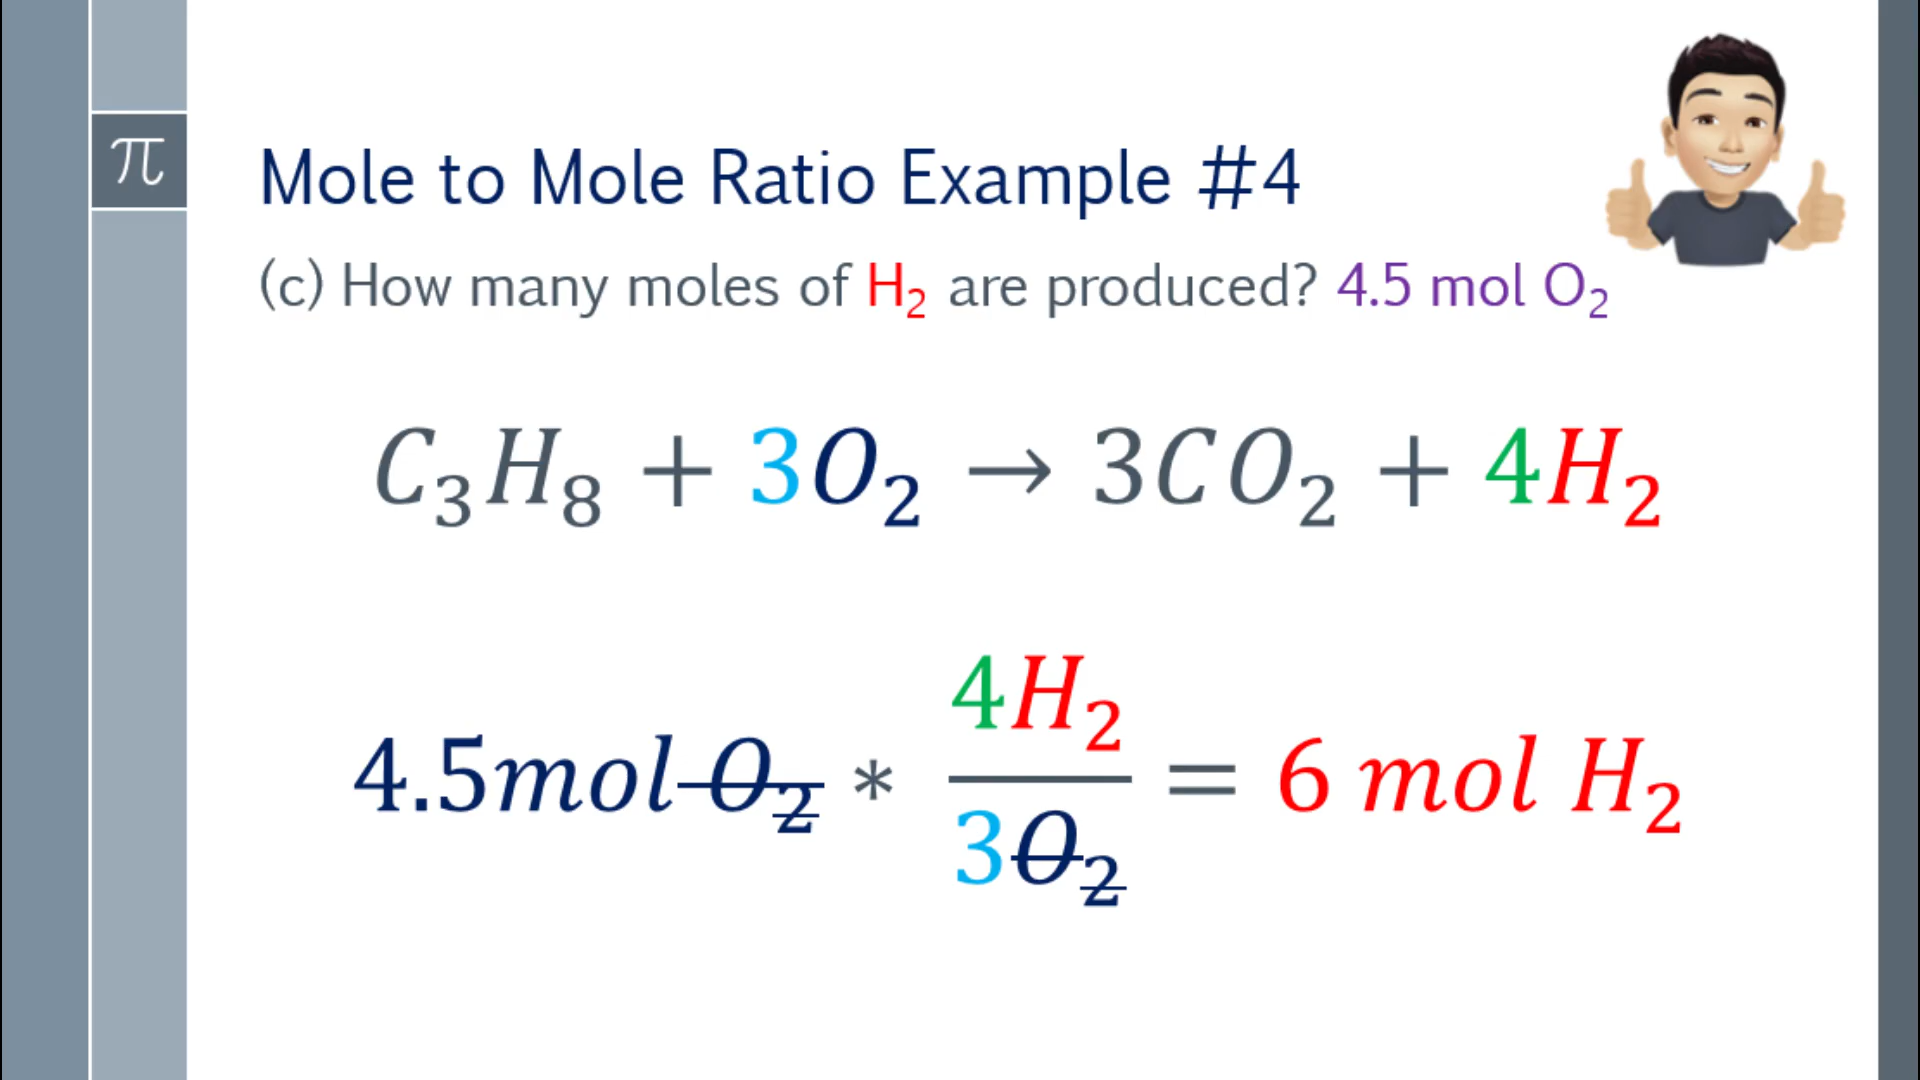 π
Mole to Mole Ratio Example #4
(c) How many moles of H₂ are produced? 4.5 mol O₂
C₃H₈ + 3O₂ → 3CO₂ + 4H₂
4.5mol O₂ * 4H₂ / 3O₂ = 6 mol H₂